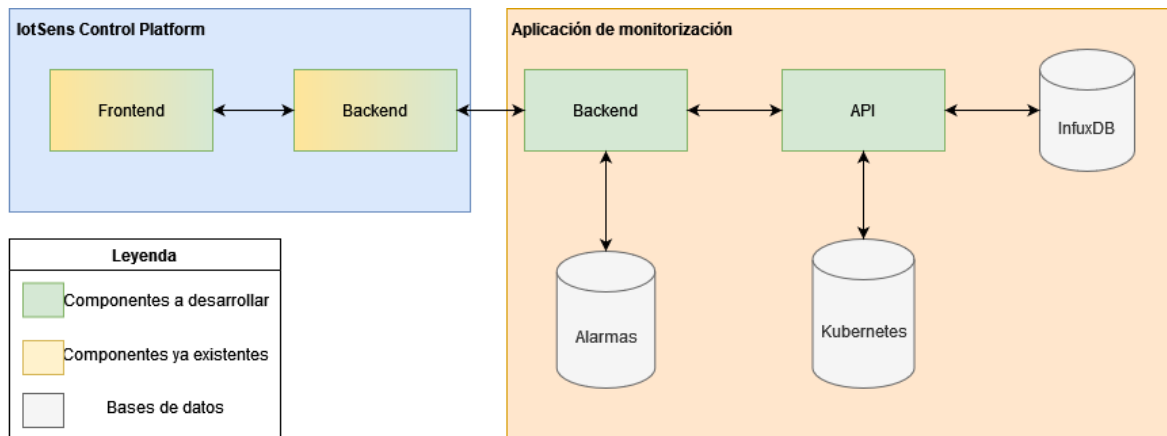 IotSens Control Platform
Frontend
Backend
Aplicación de monitorización
Backend
API
InfuxDB
Alarmas
Kubernetes
Leyenda
Componentes a desarrollar
Componentes ya existentes
Bases de datos